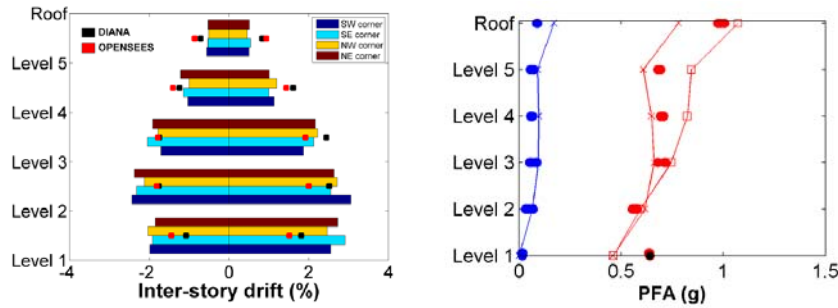 Roof
Level 5
Level 4
Level 3
Level 2
Level 1
-4
-2
0
2
4
Inter-story drift (%)
DIANA
OPENSEES
SW corner
SE corner
NW corner
NE corner
Roof
Level 5
Level 4
Level 3
Level 2
Level 1
0
0.5
1
1.5
PFA (g)